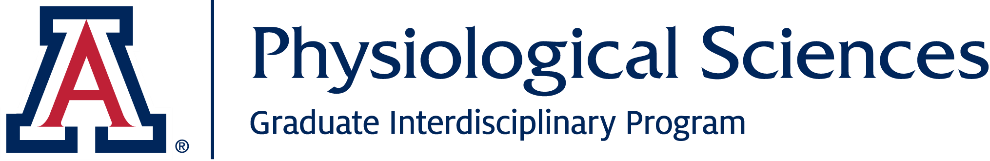 A®
Physiological Sciences
Graduate Interdisciplinary Program